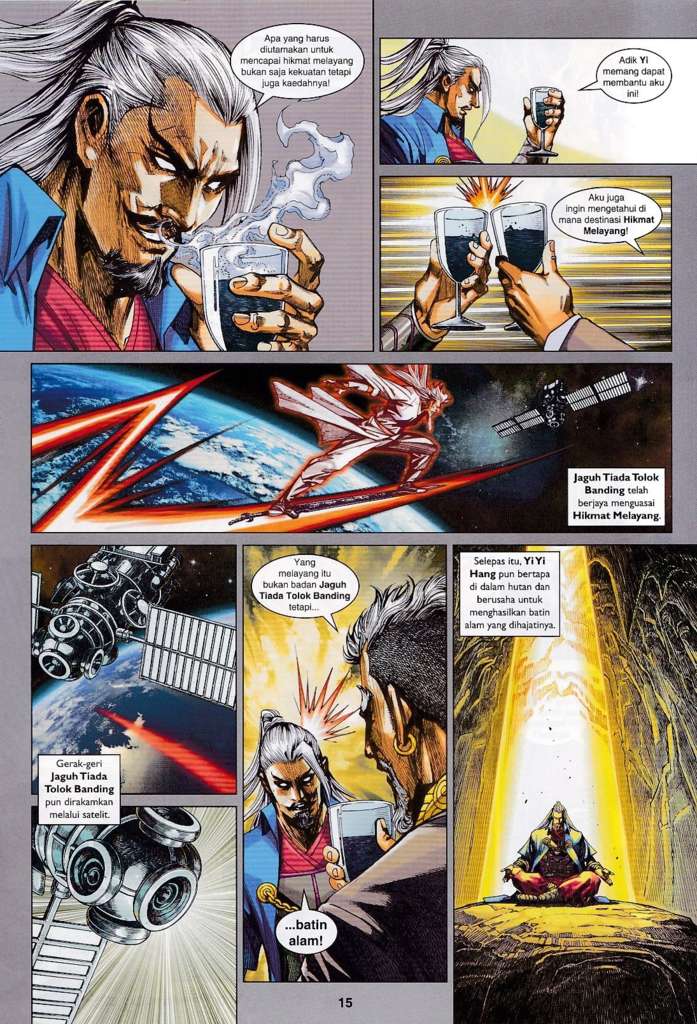 Apa yang harus
diutamakan untuk
mencapai hikmat melayang
bukan saja kekuatan tetapi
juga kaedahnya!
Adik Yi
memang dapat
membantu aku
ini!
Aku juga
ingin mengetahui di
mana destinasi Hikmat
Melayang!
Jaguh Tiada Tolok
Banding telah
berjaya menguasai
Hikmat Melayang.
Gerak-geri
Jaguh Tiada
Tolok Banding
pun dirakamkan
melalui satelit.
Yang
melayang itu
bukan badan Jaguh
Tiada Tolok Banding
tetapi...
...batin
alam!
Selepas itu, Yi Yi
Hang pun bertapa
di dalam hutan dan
berusaha untuk
menghasilkan batin
alam yang dihajatinya.
15